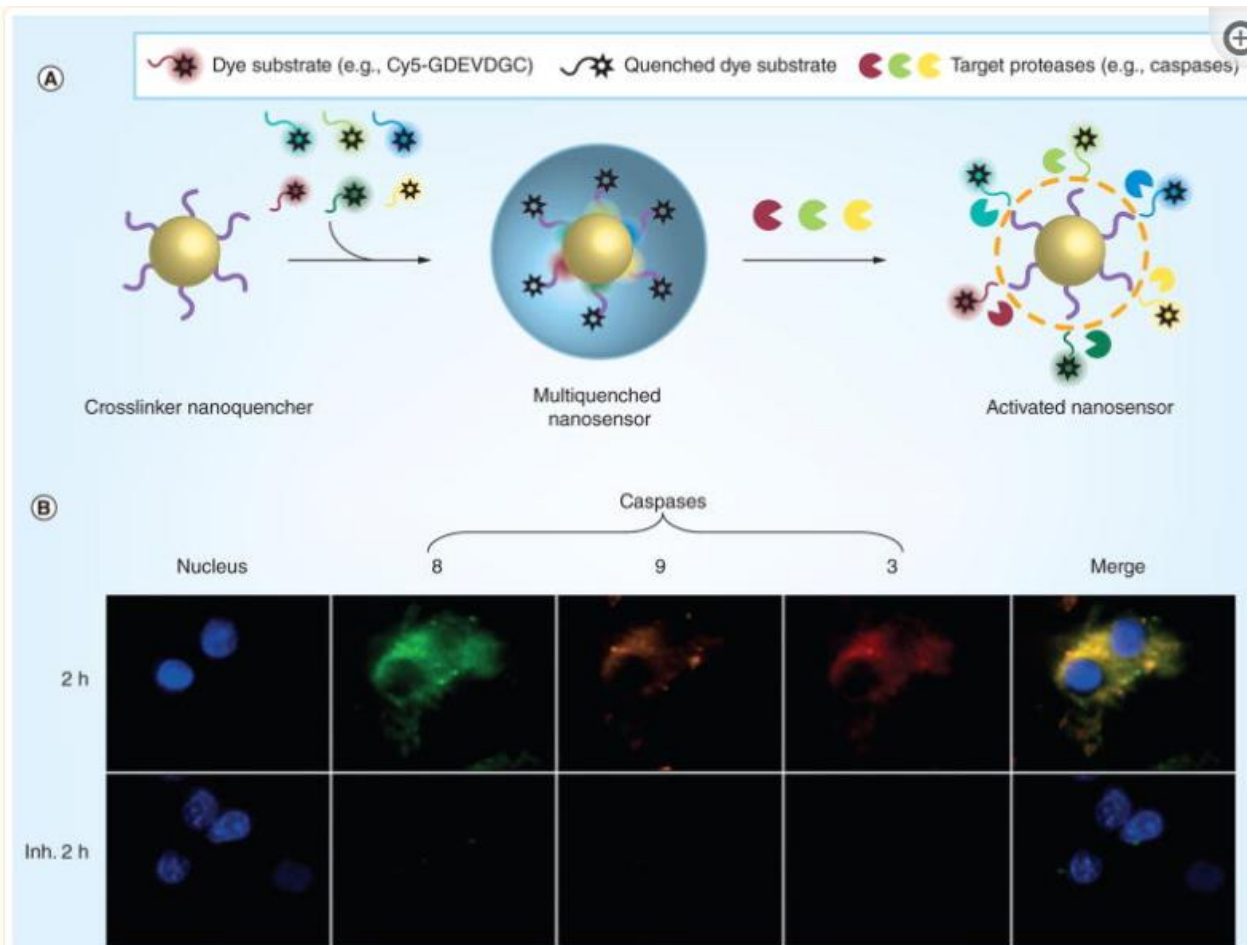 A
Dye substrate (e.g., Cy5-GDEVDGC) Quenched dye substrate Target proteases (e.g., caspases)
Crosslinker nanoquencher
Multiquenched
nanosensor
Activated nanosensor
B
Caspases
Nucleus 8 9 3 Merge
2 h
Inh. 2 h